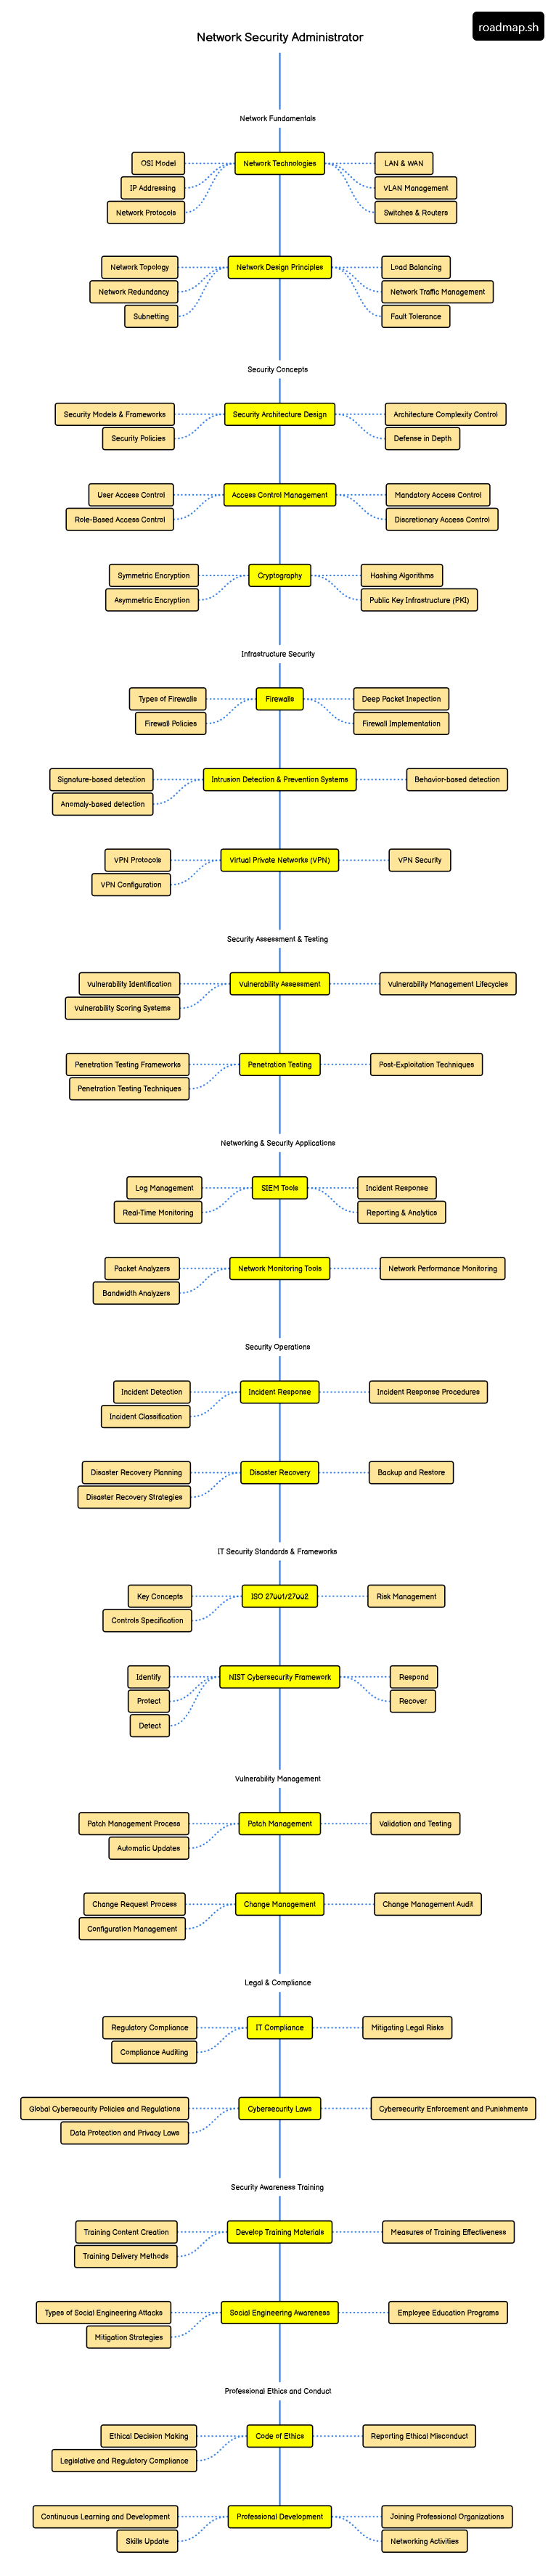 roadmap.sh
Network Security Administrator
Network Fundamentals
OSI Model
Network Technologies
LAN & WAN
IP Addressing
VLAN Management
Network Protocols
Switches & Routers
Network Topology
Network Design Principles
Load Balancing
Network Redundancy
Network Traffic Management
Subnetting
Fault Tolerance
Security Concepts
Security Models & Frameworks
Security Architecture Design
Architecture Complexity Control
Security Policies
Defense in Depth
User Access Control
Access Control Management
Mandatory Access Control
Role-Based Access Control
Discretionary Access Control
Symmetric Encryption
Cryptography
Hashing Algorithms
Asymmetric Encryption
Public Key Infrastructure (PKI)
Infrastructure Security
Types of Firewalls
Firewalls
Deep Packet Inspection
Firewall Policies
Firewall Implementation
Signature-based detection
Intrusion Detection & Prevention Systems
Behavior-based detection
Anomaly-based detection
VPN Protocols
Virtual Private Networks (VPN)
VPN Security
VPN Configuration
Security Assessment & Testing
Vulnerability Identification
Vulnerability Assessment
Vulnerability Management Lifecycles
Vulnerability Scoring Systems
Penetration Testing Frameworks
Penetration Testing
Post-Exploitation Techniques
Penetration Testing Techniques
Networking & Security Applications
Log Management
SIEM Tools
Incident Response
Real-Time Monitoring
Reporting & Analytics
Packet Analyzers
Network Monitoring Tools
Network Performance Monitoring
Bandwidth Analyzers
Security Operations
Incident Detection
Incident Response
Incident Response Procedures
Incident Classification
Disaster Recovery Planning
Disaster Recovery
Backup and Restore
Disaster Recovery Strategies
IT Security Standards & Frameworks
Key Concepts
ISO 27001/27002
Risk Management
Controls Specification
Identify
NIST Cybersecurity Framework
Respond
Protect
Recover
Detect
Vulnerability Management
Patch Management Process
Patch Management
Validation and Testing
Automatic Updates
Change Request Process
Change Management
Change Management Audit
Configuration Management
Legal & Compliance
Regulatory Compliance
IT Compliance
Mitigating Legal Risks
Compliance Auditing
Global Cybersecurity Policies and Regulations
Cybersecurity Laws
Cybersecurity Enforcement and Punishments
Data Protection and Privacy Laws
Security Awareness Training
Training Content Creation
Develop Training Materials
Measures of Training Effectiveness
Training Delivery Methods
Types of Social Engineering Attacks
Social Engineering Awareness
Employee Education Programs
Mitigation Strategies
Professional Ethics and Conduct
Ethical Decision Making
Code of Ethics
Reporting Ethical Misconduct
Legislative and Regulatory Compliance
Continuous Learning and Development
Professional Development
Joining Professional Organizations
Skills Update
Networking Activities